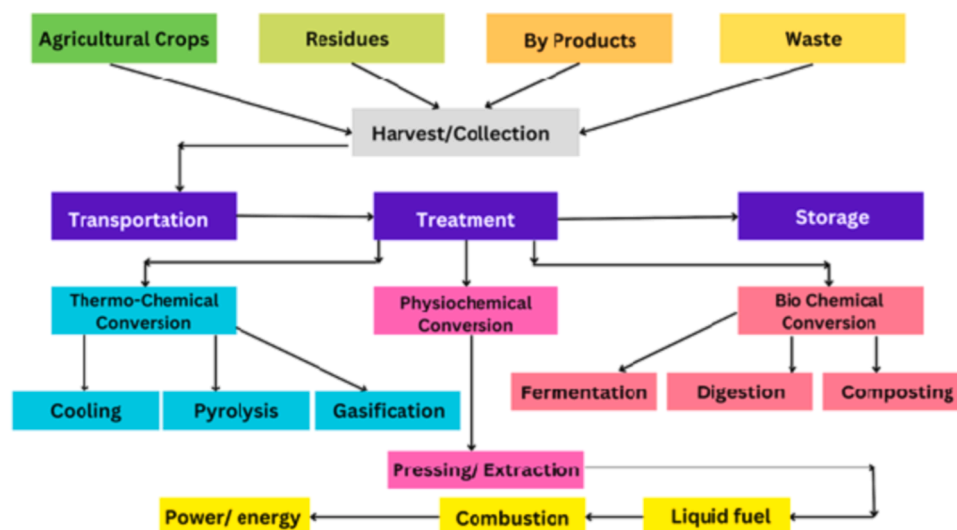 Agricultural Crops
Residues
By Products
Waste
Harvest/Collection
Transportation
Treatment
Storage
Thermo-Chemical
Conversion
Physiochemical
Conversion
Bio Chemical
Conversion
Fermentation
Digestion
Composting
Cooling
Pyrolysis
Gasification
Pressing/ Extraction
Power/ energy
Combustion
Liquid fuel